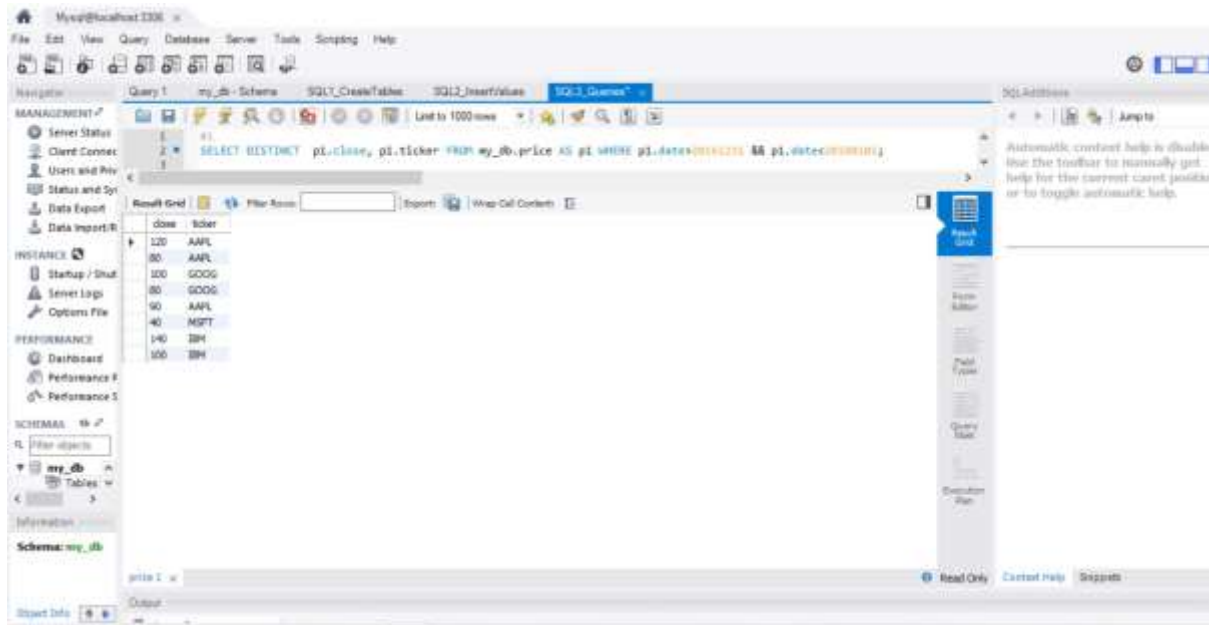 Mysql@localhost:3306
File Edit View Query Database Server Tools Scripting Help
Navigator
Query 1 my_db - Schema SQL1_CreateTables SQL2_InsertValues SQL3_Queries*
SQLAdditions
MANAGEMENT
Server Status
Client Connec
Users and Priv
Status and Sy
Data Export
Data Import/R
INSTANCE
Startup / Shut
Server Logs
Options File
PERFORMANCE
Dashboard
Performance R
Performance S
SCHEMAS
Filter objects
my_db
Tables
Information
Schema: my_db
Object Info
Limit to 1000 rows
1 #1
2 SELECT DISTINCT p1.close, p1.ticker FROM my_db.price AS p1 WHERE
3
Result Grid Filter Rows: Export: Wrap Cell Content:
close ticker
120 AAPL
80 AAPL
100 GOOG
80 GOOG
90 AAPL
40 MSFT
140 IBM
100 IBM
Result Grid
Form Editor
Field Types
Query Stats
Execution Plan
price 1
Read Only
Output
Jump to
Automatic context help is disable
Use the toolbar to manually get
help for the current caret positio
or to toggle automatic help.
Context Help Snippets